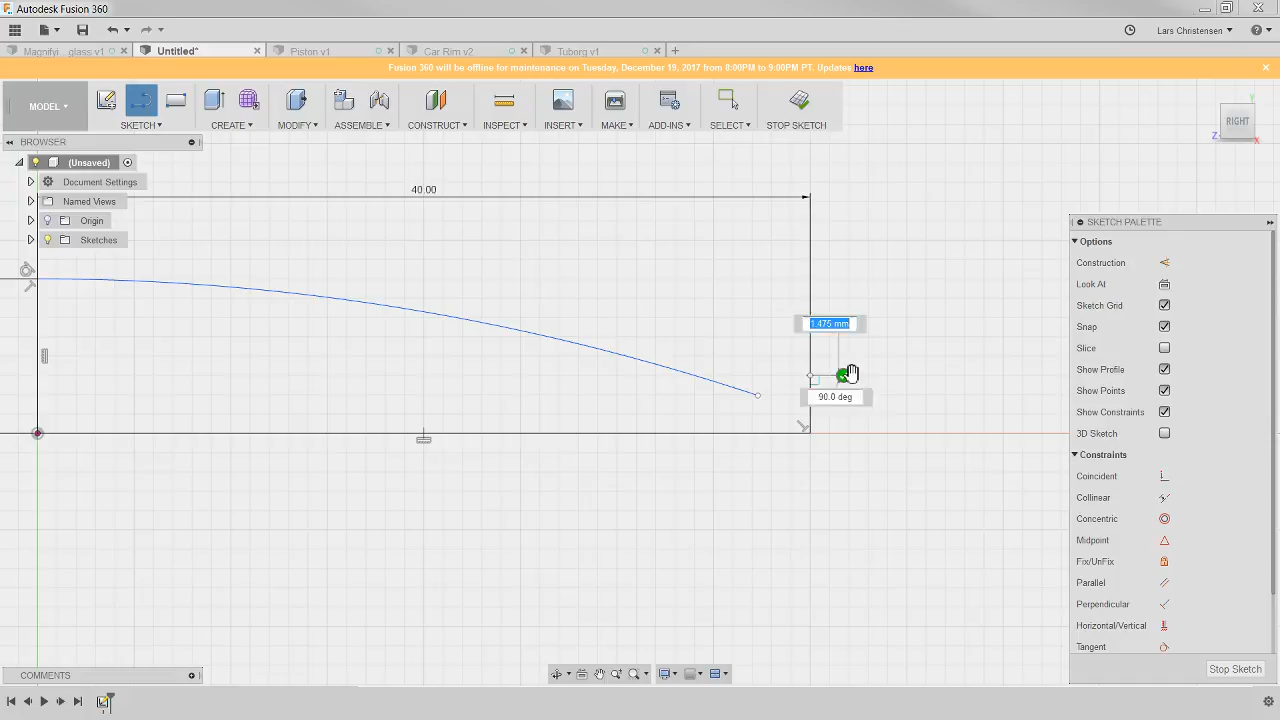 Autodesk Fusion 360
Lars Christensen
Magnifyi...glass v1
Untitled*
Piston v1
Car Rim v2
Tuborg v1
Fusion 360 will be offline for maintenance on Tuesday, December 19, 2017 from 8:00PM to 9:00PM PT. Updates here
MODEL
SKETCH
CREATE
MODIFY
ASSEMBLE
CONSTRUCT
INSPECT
INSERT
MAKE
ADD-INS
SELECT
STOP SKETCH
Y
RIGHT
Z
X
BROWSER
(Unsaved)
Document Settings
Named Views
Origin
Sketches
40.00
1.475 mm
90.0 deg
SKETCH PALETTE
Options
Construction
Look At
Sketch Grid
Snap
Slice
Show Profile
Show Points
Show Constraints
3D Sketch
Constraints
Coincident
Collinear
Concentric
Midpoint
Fix/UnFix
Parallel
Perpendicular
Horizontal/Vertical
Tangent
Stop Sketch
COMMENTS